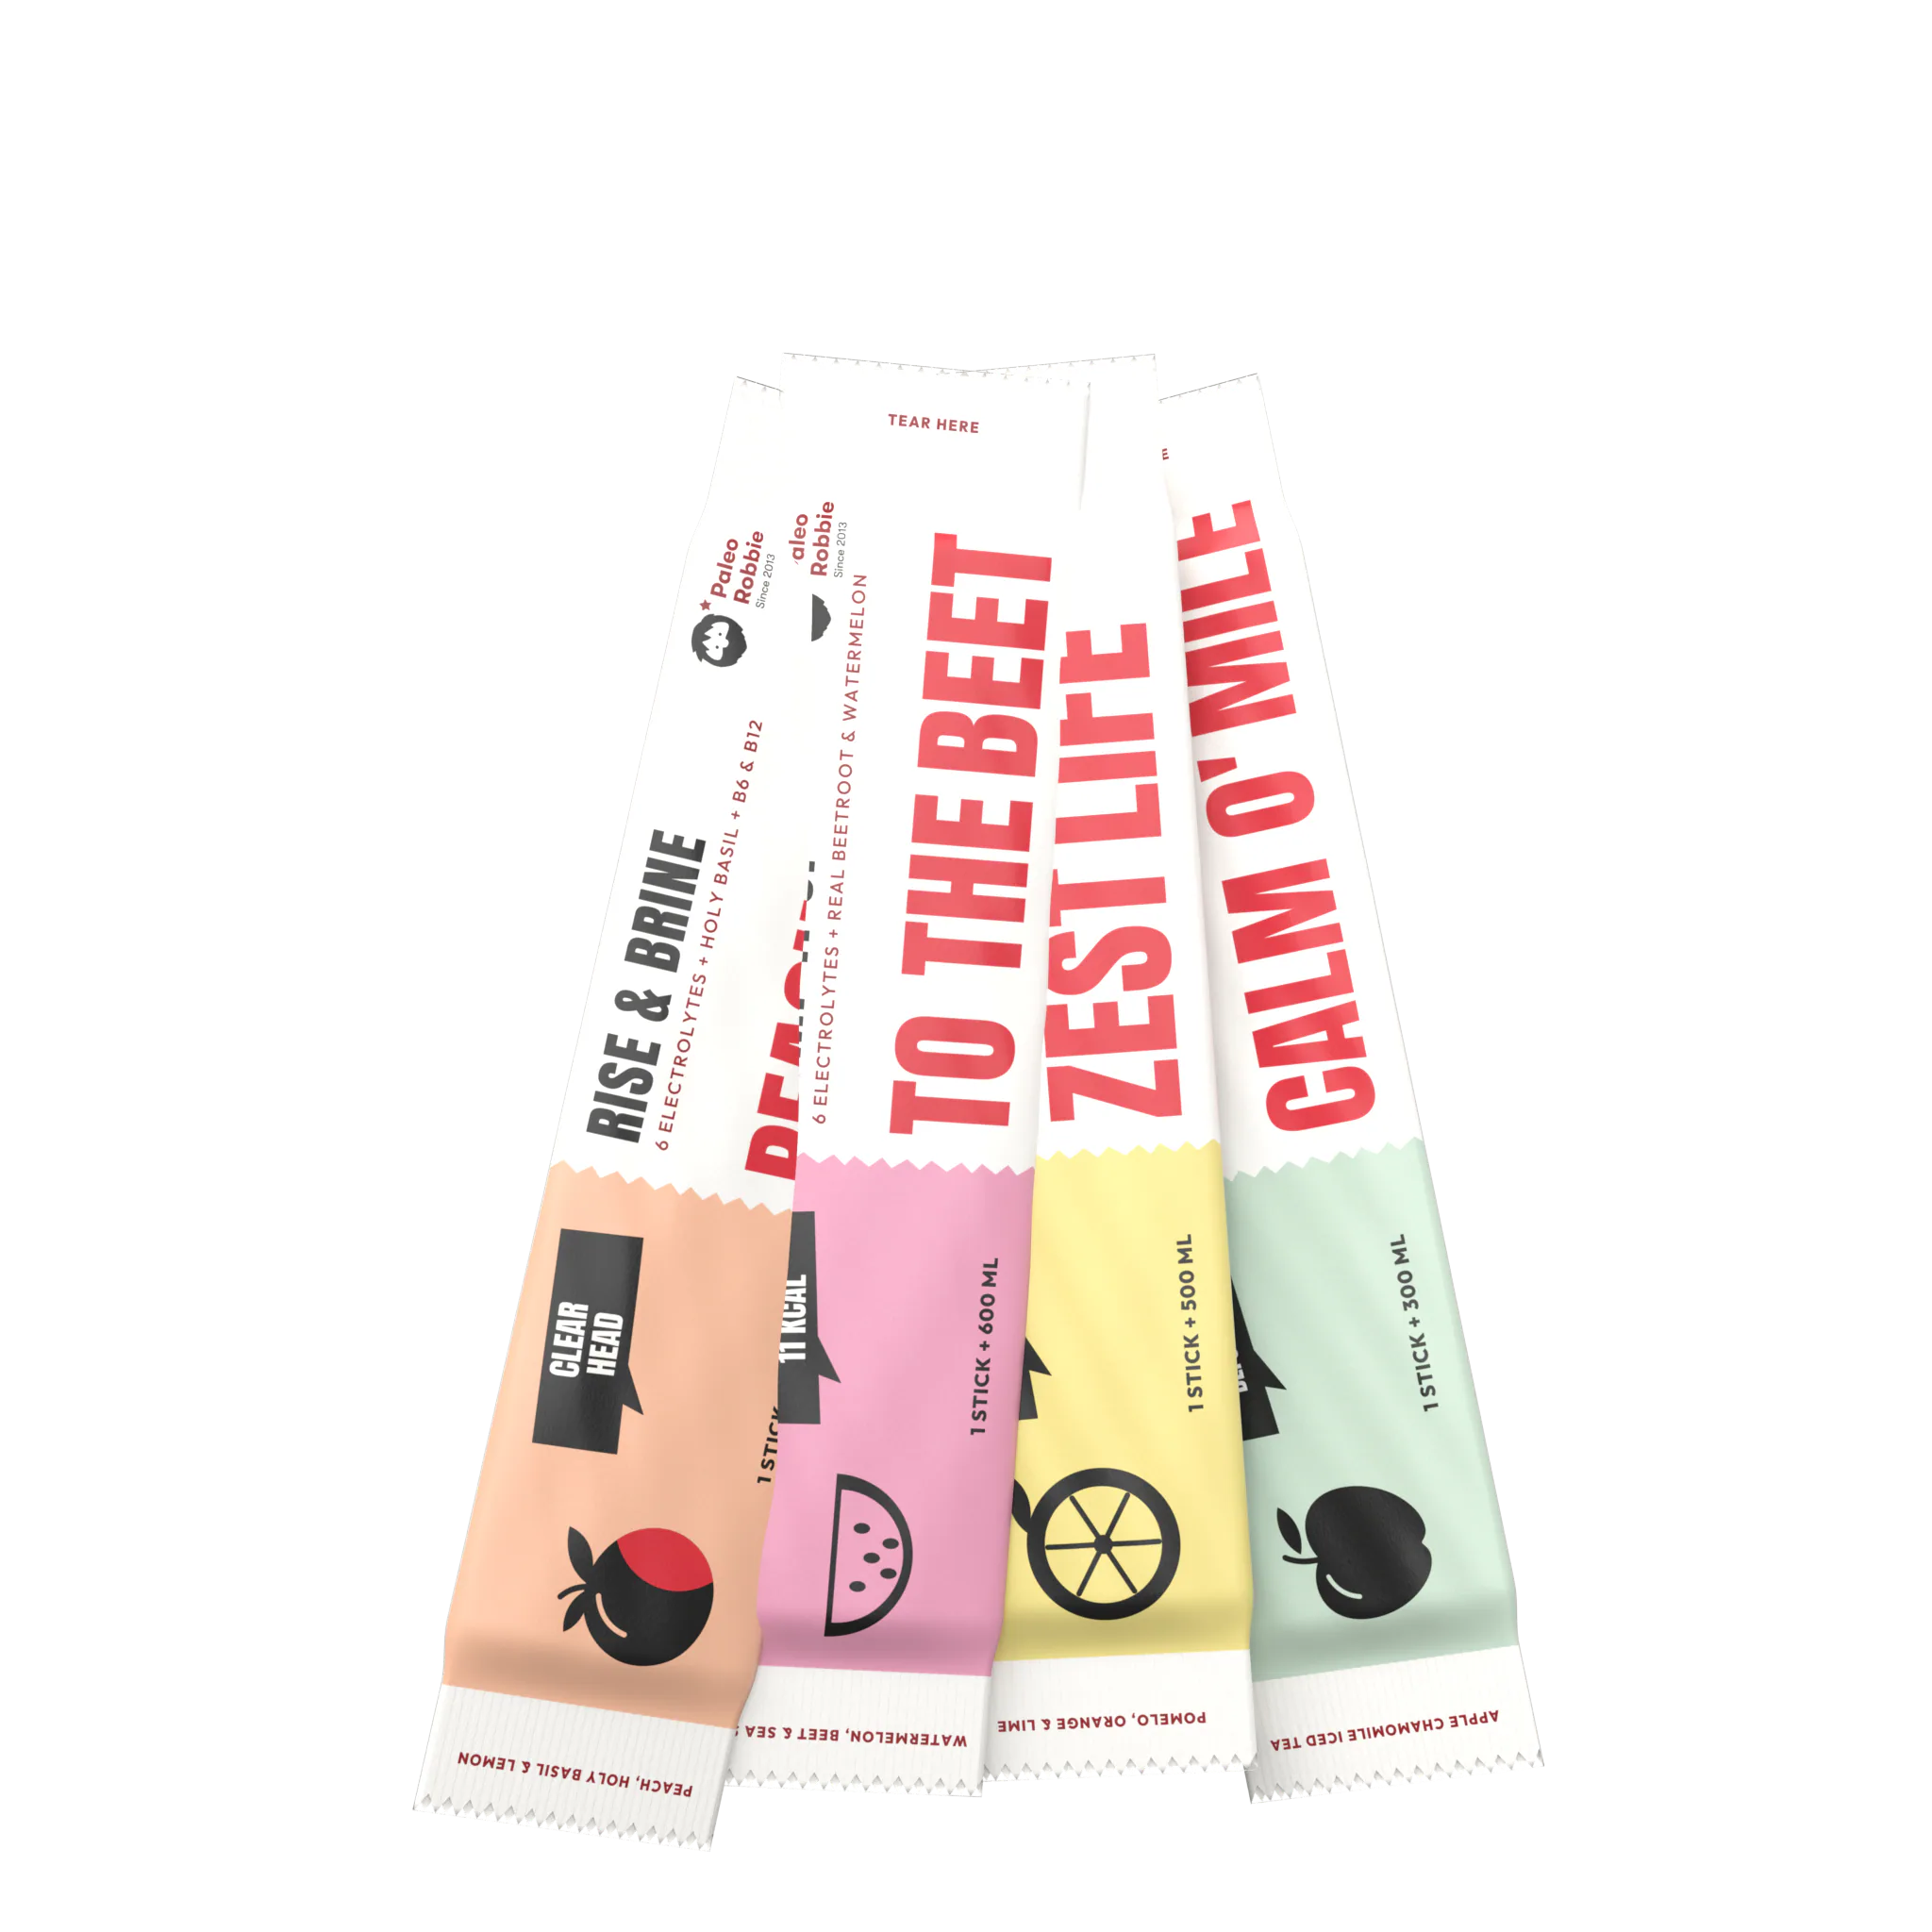 Paleo
Robbie
Since 2013
RISE & BRINE
6 ELECTROLYTES + HOLY BASIL + B6 & B12
CLEAR
HEAD
1 STICK
PEACH, HOLY BASIL & LEMON
TEAR HERE
aleo
Robbie
Since 2013
6 ELECTROLYTES + REAL BEETROOT & WATERMELON
TO THE BEET
11 KCAL
1 STICK + 600 ML
WATERMELON, BEET & SEA
ZEST LIFE
1 STICK + 500 ML
POMELO, ORANGE & LIME
CALM O' MILE
1 STICK + 300 ML
APPLE CHAMOMILE ICED TEA